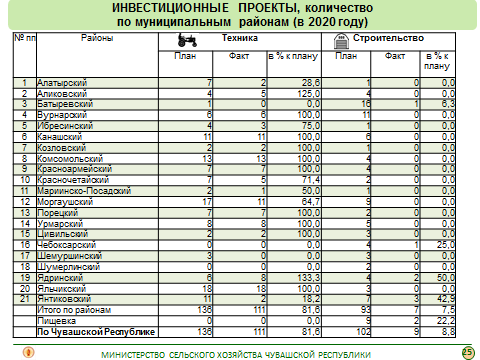 ИНВЕСТИЦИОННЫЕ ПРОЕКТЫ, количество
по муниципальным районам (в 2020 году)
№ пп Районы Техника Строительство
План Факт в % к плану План Факт в % к плану
1 Алатырский 7 2 28,6 1 0 0,0
2 Аликовский 4 5 125,0 4 0 0,0
3 Батыревский 1 0 0,0 16 1 6,3
4 Вурнарский 6 6 100,0 11 0 0,0
5 Ибресинский 4 3 75,0 1 0 0,0
6 Канашский 11 11 100,0 6 0 0,0
7 Козловский 2 2 100,0 1 0 0,0
8 Комсомольский 13 13 100,0 4 0 0,0
9 Красноармейский 7 7 100,0 4 0 0,0
10 Красночетайский 7 5 71,4 2 0 0,0
11 Мариинско-Посадский 2 1 50,0 1 0 0,0
12 Моргаушский 17 11 64,7 9 0 0,0
13 Порецкий 7 7 100,0 2 0 0,0
14 Урмарский 8 8 100,0 5 0 0,0
15 Цивильский 2 2 100,0 3 0 0,0
16 Чебоксарский 0 0 0,0 4 1 25,0
17 Шемуршинский 3 0 0,0 3 0 0,0
18 Шумерлинский 0 0 0,0 2 0 0,0
19 Ядринский 6 8 133,3 4 2 50,0
20 Яльчикский 18 18 100,0 3 0 0,0
21 Янтиковский 11 2 18,2 7 3 42,9
Итого по районам 136 111 81,6 93 7 7,5
Пищевка 0 0 0,0 9 2 22,2
По Чувашской Республике 136 111 81,6 102 9 8,8
МИНИСТЕРСТВО СЕЛЬСКОГО ХОЗЯЙСТВА ЧУВАШСКОЙ РЕСПУБЛИКИ 25